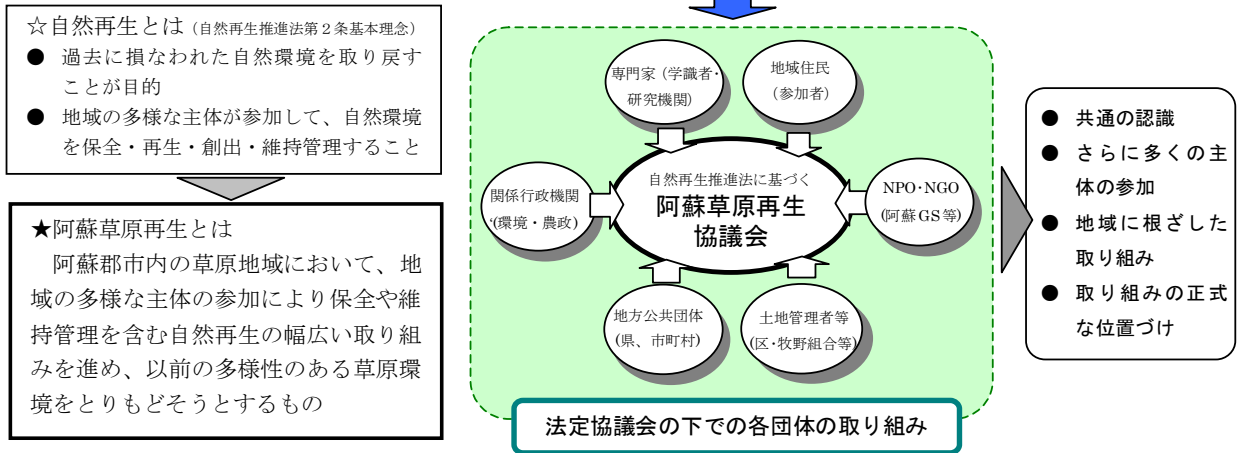 ☆自然再生とは（自然再生推進法第２条基本理念）
● 過去に損なわれた自然環境を取り戻す
ことが目的
● 地域の多様な主体が参加して、自然環境
を保全・再生・創出・維持管理すること
★阿蘇草原再生とは
阿蘇郡市内の草原地域において、地
域の多様な主体の参加により保全や維
持管理を含む自然再生の幅広い取り組
みを進め、以前の多様性のある草原環
境をとりもどそうとするもの
専門家（学識者・
研究機関）
地域住民
（参加者）
関係行政機関
（環境・農政）
自然再生推進法に基づく
阿蘇草原再生
協議会
NPO・NGO
(阿蘇GS等)
地方公共団体
(県、市町村)
土地管理者等
(区・牧野組合等)
法定協議会の下での各団体の取り組み
● 共通の認識
● さらに多くの主
体の参加
● 地域に根ざした
取り組み
● 取り組みの正式
な位置づけ